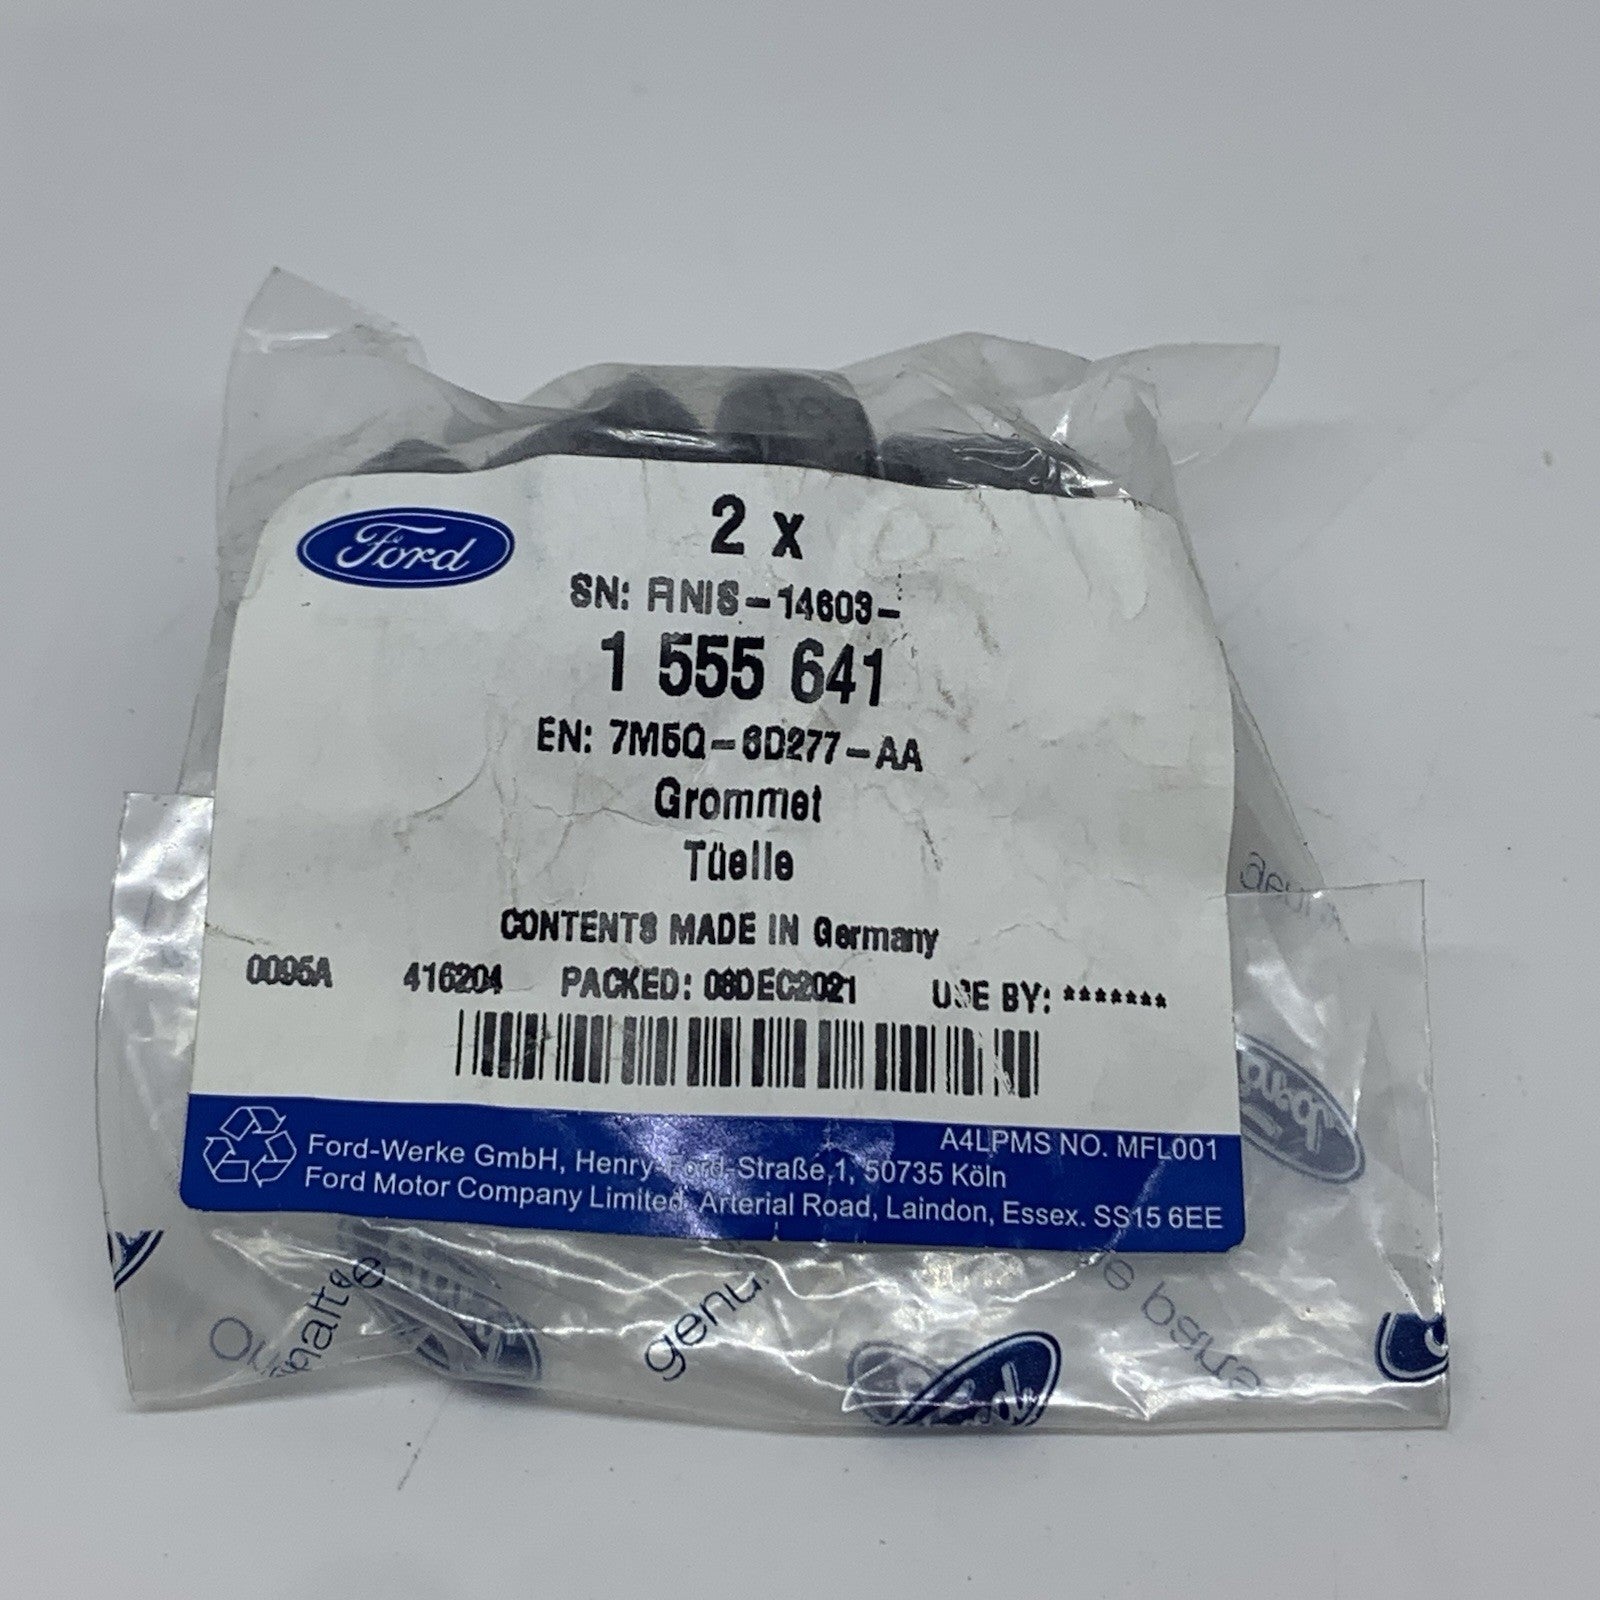 Ford
2 x
SN: FINIS-14603-
1 555 641
EN: 7M5Q-6D277-AA
Grommet
Tüelle
CONTENTS MADE IN Germany
0095A 416204 PACKED: 08DEC2021 USE BY: *******
A4LPMS NO. MFL001
Ford-Werke GmbH, Henry-Ford-Straße,1, 50735 Köln
Ford Motor Company Limited, Arterial Road, Laindon, Essex. SS15 6EE